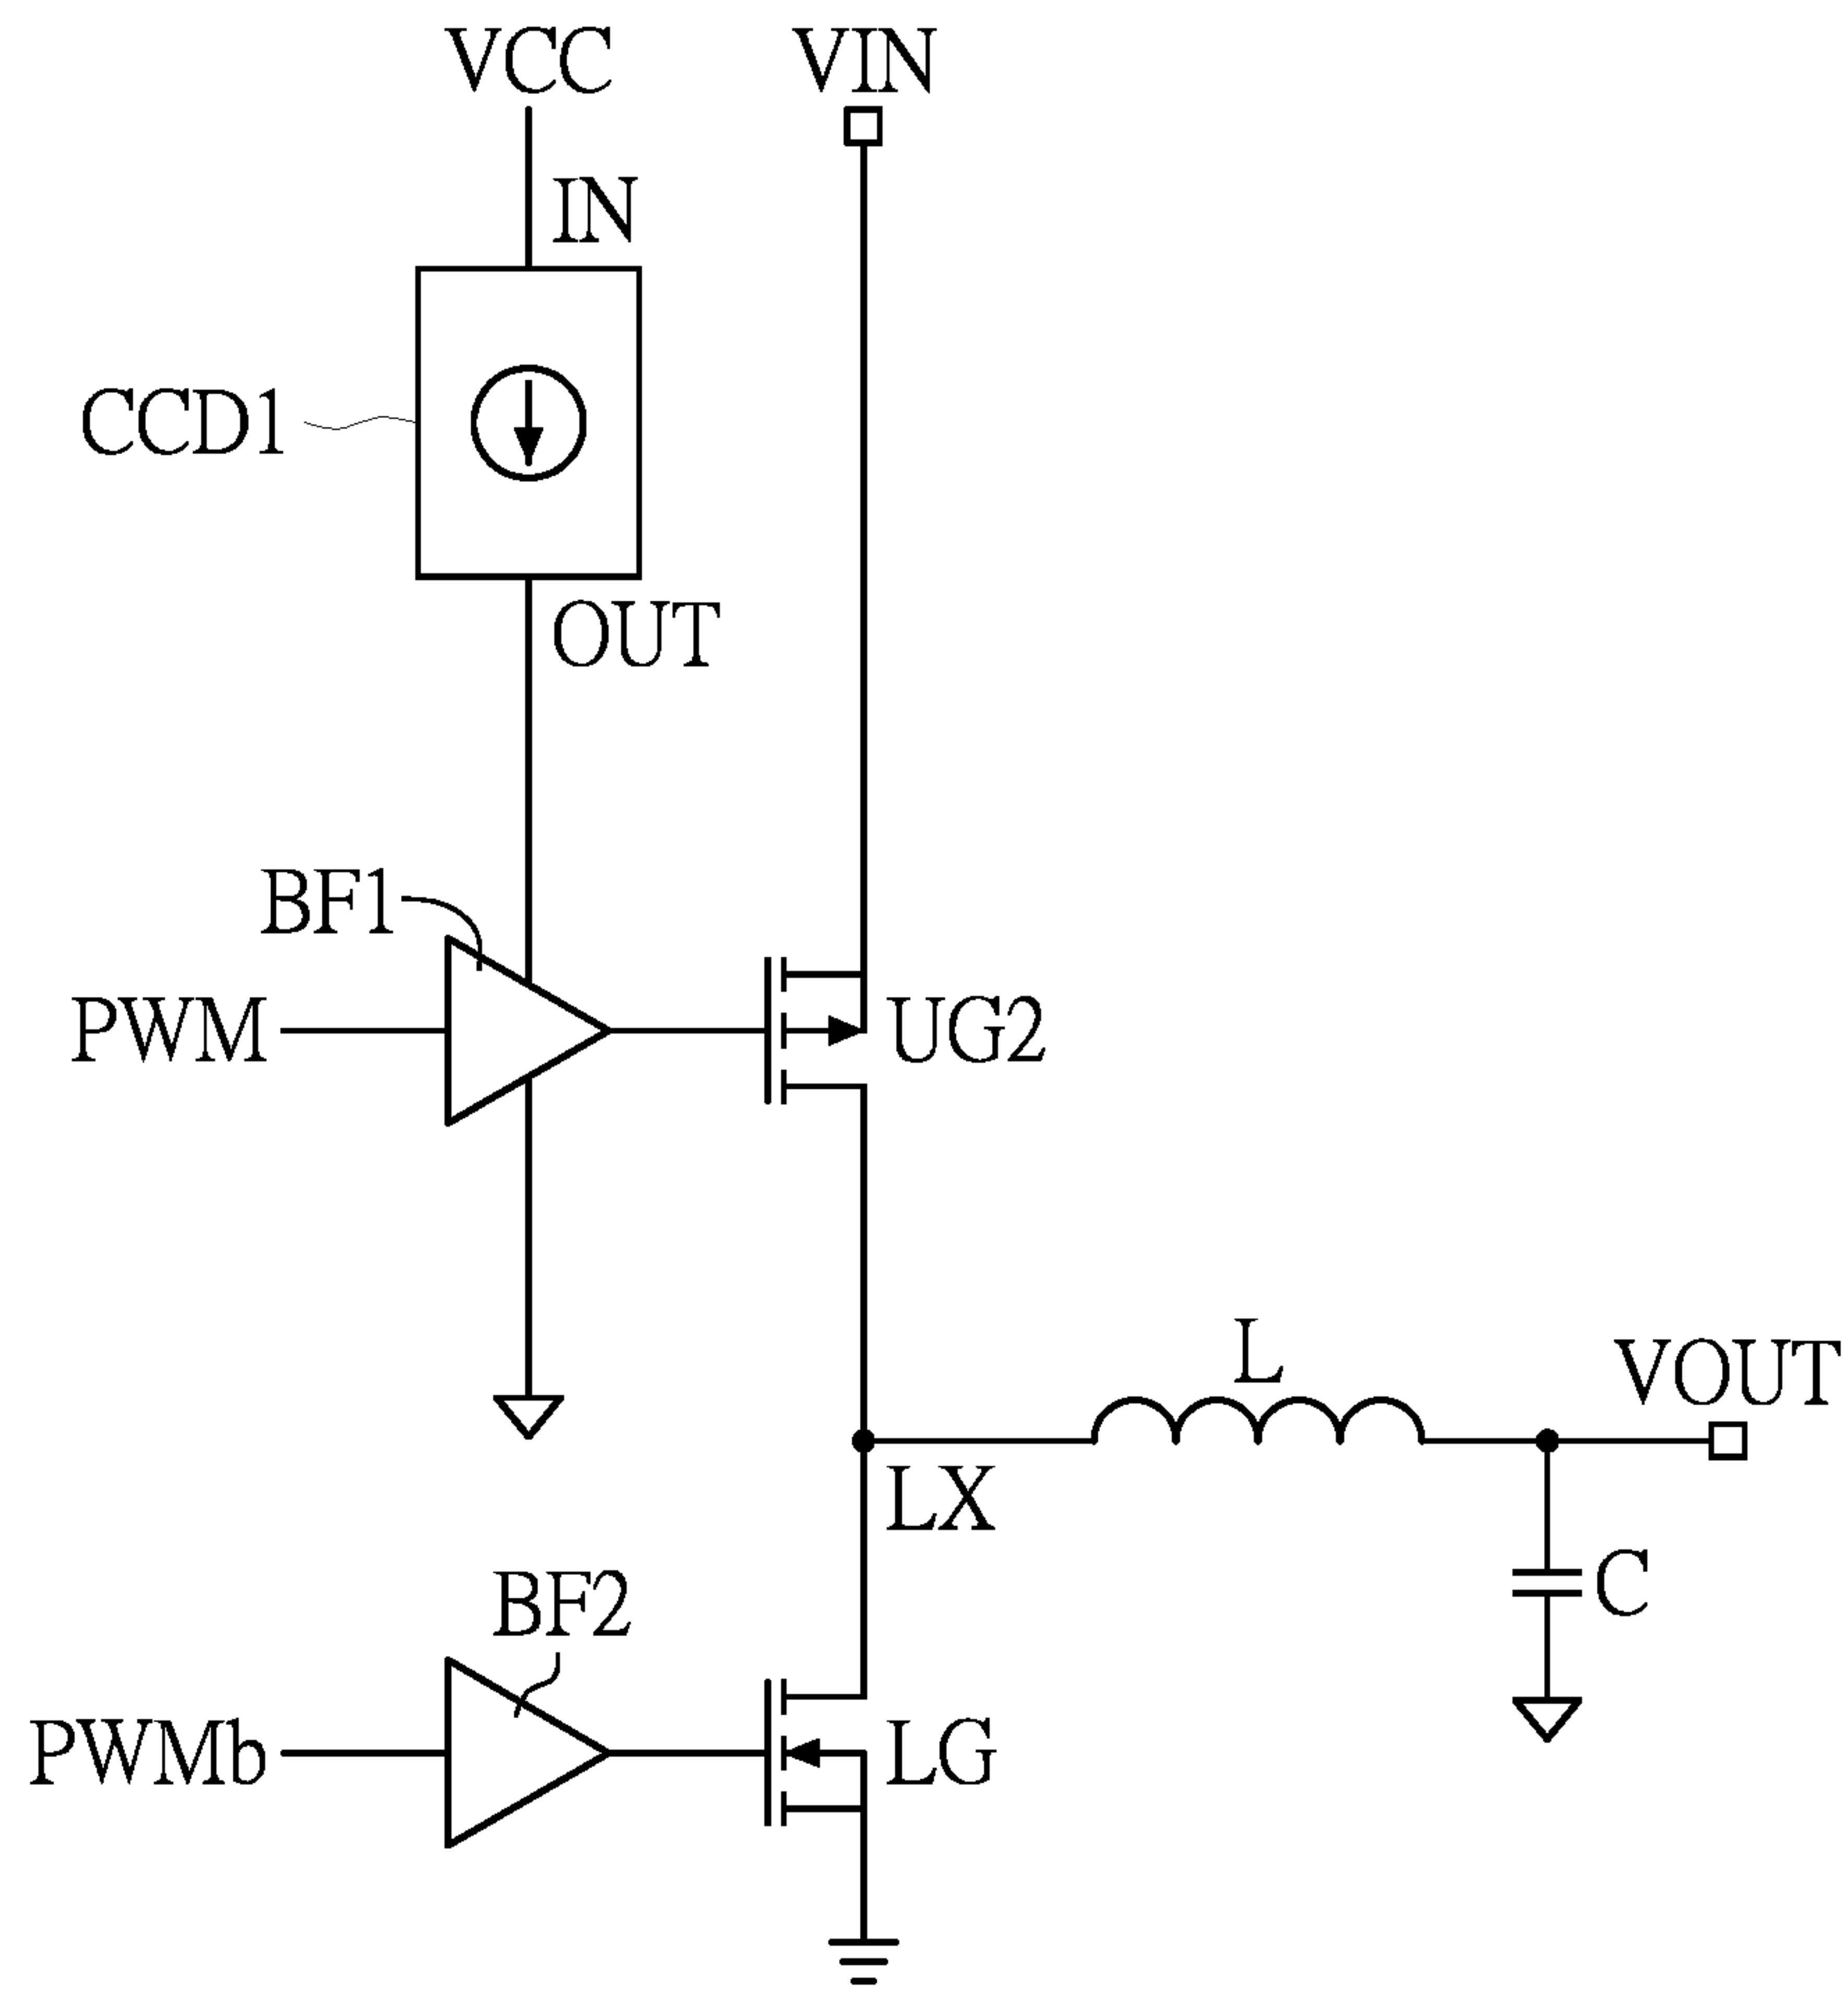 VCC
VIN
IN
CCD1
OUT
BF1
PWM
UG2
L
VOUT
LX
BF2
C
PWMb
LG